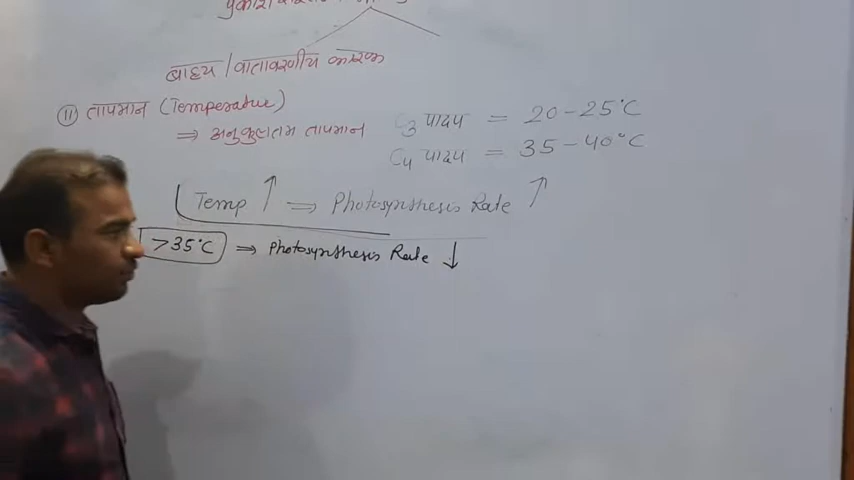 बाह्य / वातावरणीय कारक
(ii) तापमान (Temperature)
⇒ अनुकुलतम तापमान C3 पादप = 20-25°C
C4 पादप = 35-40°C
Temp ↑ ⇒ Photosynthesis Rate ↑
>35°C ⇒ Photosynthesis Rate ↓